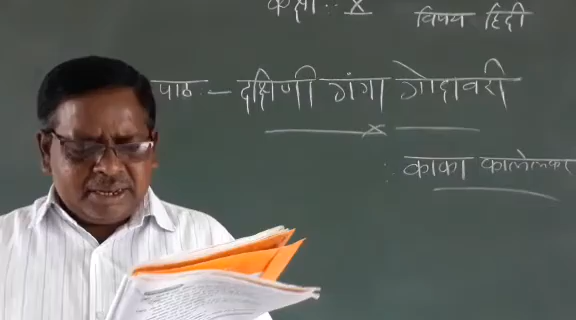 कक्षा :- X
विषय हिंदी
पाठ :- दक्षिणी गंगा गोदावरी
काका कालेलकर